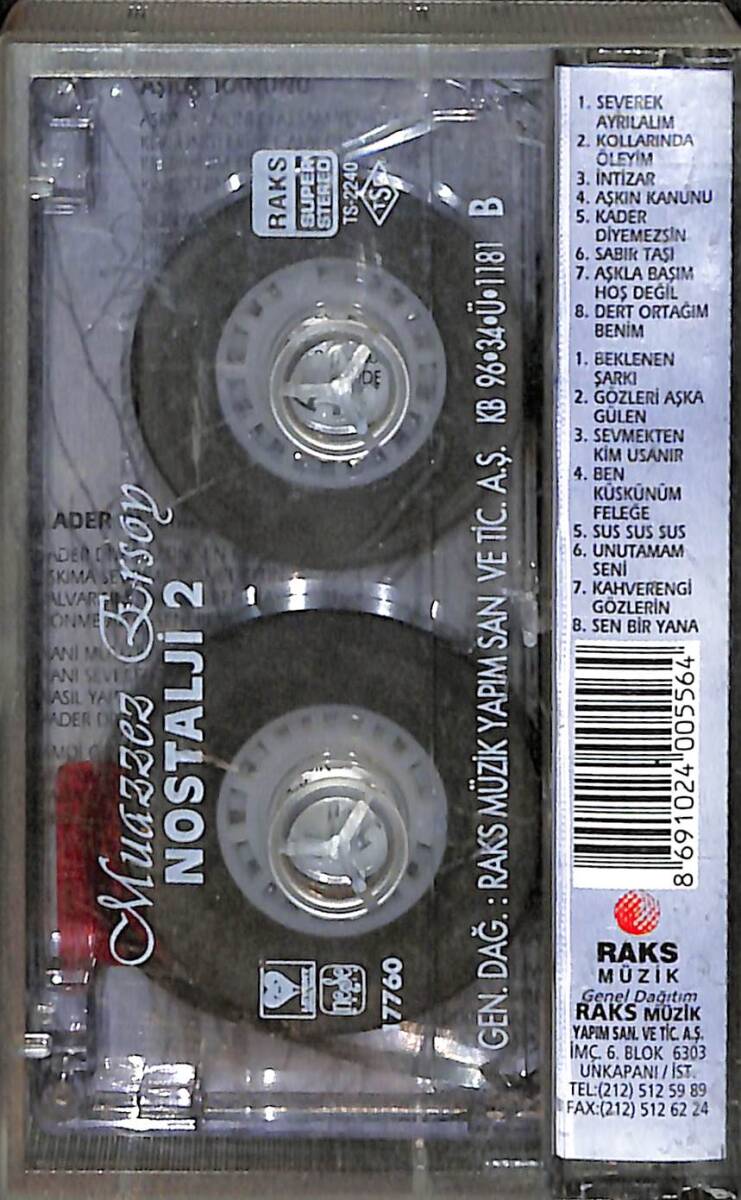 AŞKIN KANUNU
RAKS
SUPER
STEREO
TS-2240
TSE
B
KB 96•34•Ü•1181
GEN. DAĞ. : RAKS MÜZİK YAPIM SAN VE TİC. A.Ş.
Muazzez Ersoy
NOSTALJİ 2
7760
ADER
1. SEVEREK
AYRILALIM
2. KOLLARINDA
ÖLEYİM
3. İNTİZAR
4. AŞKIN KANUNU
5. KADER
DİYEMEZSİN
6. SABIR TAŞI
7. AŞKLA BAŞIM
HOŞ DEĞİL
8. DERT ORTAĞIM
BENİM
1. BEKLENEN
ŞARKI
2. GÖZLERİ AŞKA
GÜLEN
3. SEVMEKTEN
KİM USANIR
4. BEN
KÜSKÜNÜM
FELEĞE
5. SUS SUS SUS
6. UNUTAMAM
SENİ
7. KAHVERENGİ
GÖZLERİN
8. SEN BİR YANA
8 691024 005564
RAKS
MÜZİK
Genel Dağıtım
RAKS MÜZİK
YAPIM SAN. VE TİC. A.Ş.
İMÇ. 6. BLOK 6303
UNKAPANI / İST.
TEL:(212) 512 59 89
FAX:(212) 512 62 24